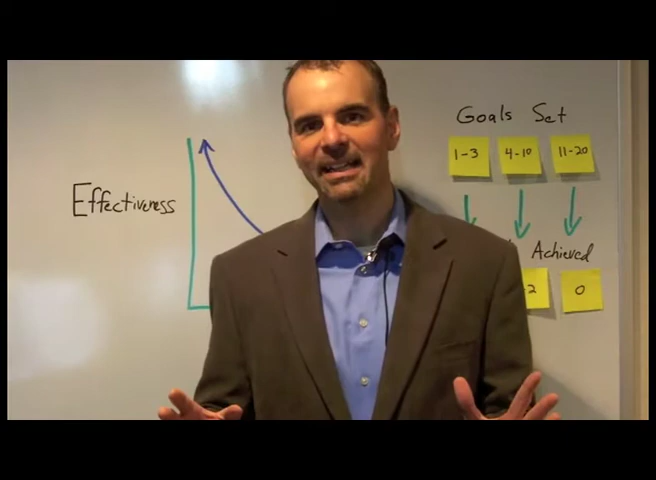 Goals Set
1-3 4-10 11-20
Effectiveness
Achieved
2 0